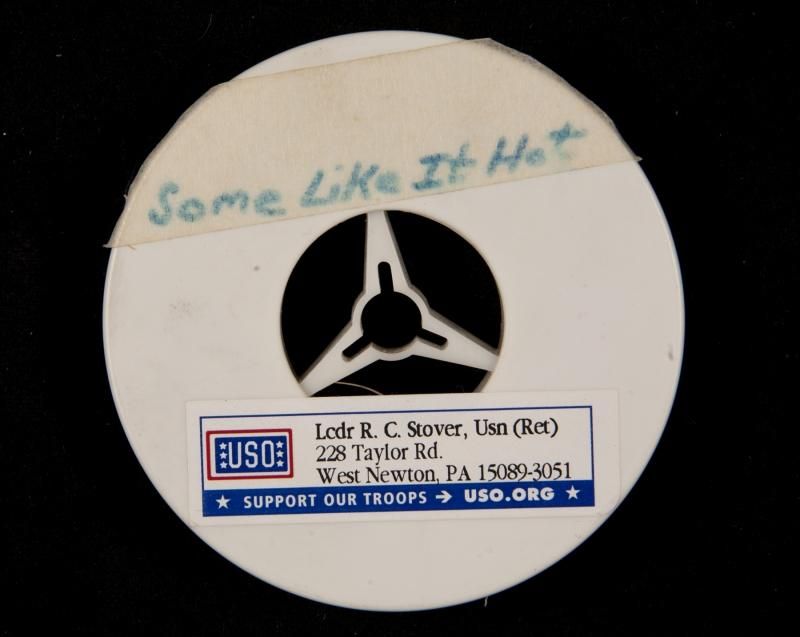 Some Like It Hot
Lcdr R. C. Stover, Usn (Ret)
USO
228 Taylor Rd.
West Newton, PA 15089-3051
SUPPORT OUR TROOPS → USO.ORG